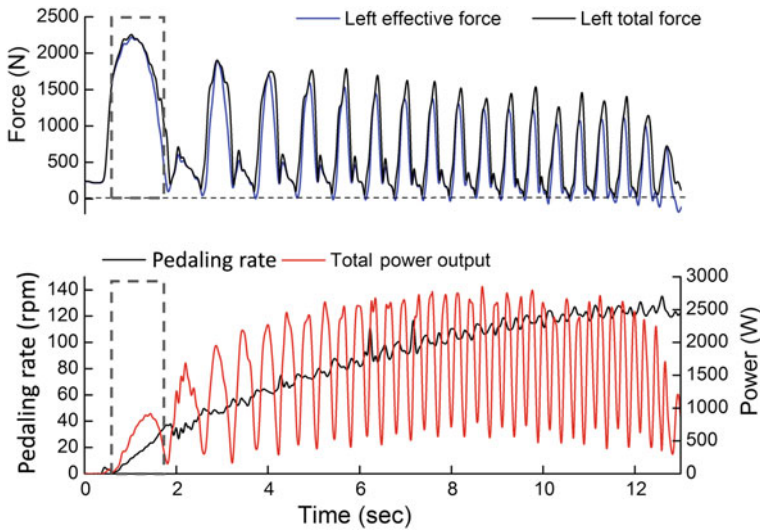 Left effective force Left total force
2500
2000
1500
1000
500
0
Force (N)
Pedaling rate Total power output
140 3000
120 2500
100 2000
80 1500
60 1000
40 500
20 0
0
Pedaling rate (rpm)
Power (W)
0 2 4 6 8 10 12
Time (sec)